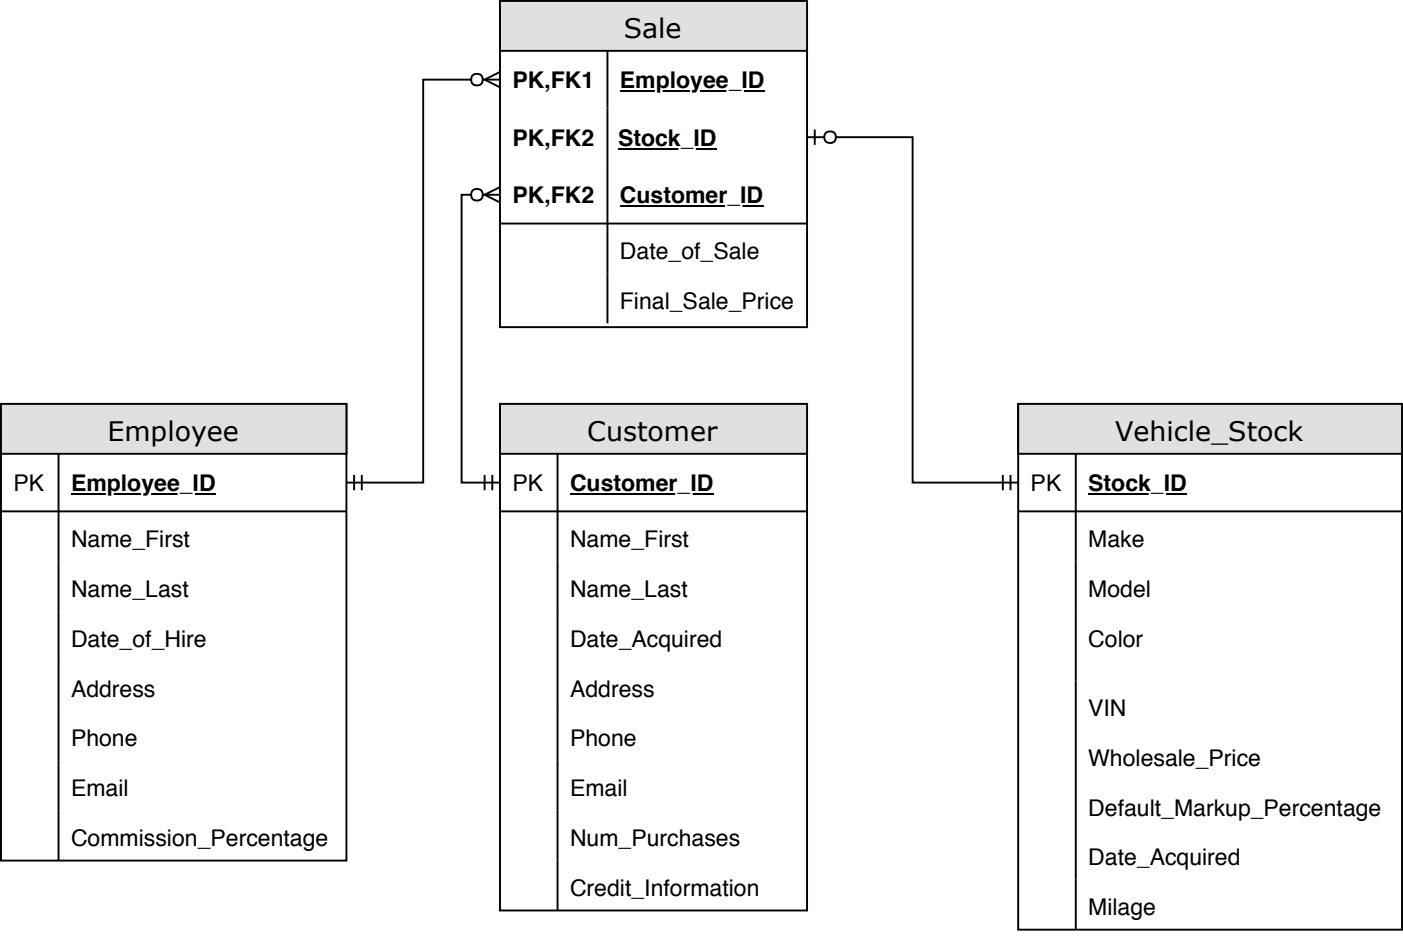 Sale
PK,FK1 Employee_ID
PK,FK2 Stock_ID
PK,FK2 Customer_ID
Date_of_Sale
Final_Sale_Price
Employee
PK Employee_ID
Name_First
Name_Last
Date_of_Hire
Address
Phone
Email
Commission_Percentage
Customer
PK Customer_ID
Name_First
Name_Last
Date_Acquired
Address
Phone
Email
Num_Purchases
Credit_Information
Vehicle_Stock
PK Stock_ID
Make
Model
Color
VIN
Wholesale_Price
Default_Markup_Percentage
Date_Acquired
Milage